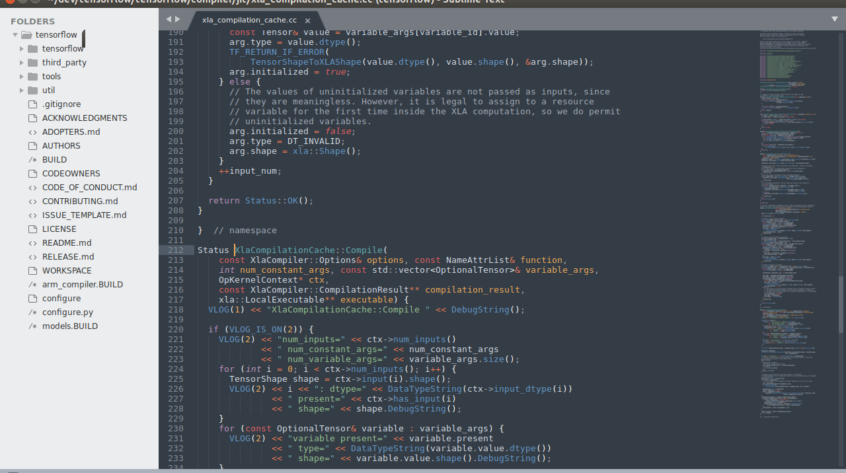 ~/dev/tensorflow/tensorflow/compiler/jit/xla_compilation_cache.cc (tensorflow) - Sublime Text
FOLDERS
tensorflow
tensorflow
third_party
tools
util
.gitignore
ACKNOWLEDGMENTS
<> ADOPTERS.md
AUTHORS
/* BUILD
CODEOWNERS
<> CODE_OF_CONDUCT.md
<> CONTRIBUTING.md
<> ISSUE_TEMPLATE.md
LICENSE
<> README.md
<> RELEASE.md
WORKSPACE
/* arm_compiler.BUILD
configure
/* configure.py
/* models.BUILD
xla_compilation_cache.cc ×
190 const Tensor& value = variable_args[variable_id].value;
191 arg.type = value.dtype();
192 TF_RETURN_IF_ERROR(
193 TensorShapeToXLAShape(value.dtype(), value.shape(), &arg.shape));
194 arg.initialized = true;
195 } else {
196 // The values of uninitialized variables are not passed as inputs, since
197 // they are meaningless. However, it is legal to assign to a resource
198 // variable for the first time inside the XLA computation, so we do permit
199 // uninitialized variables.
200 arg.initialized = false;
201 arg.type = DT_INVALID;
202 arg.shape = xla::Shape();
203 }
204 ++input_num;
205 }
206
207 return Status::OK();
208 }
209
210 } // namespace
211
212 Status XlaCompilationCache::Compile(
213 const XlaCompiler::Options& options, const NameAttrList& function,
214 int num_constant_args, const std::vector<OptionalTensor>& variable_args,
215 OpKernelContext* ctx,
216 const XlaCompiler::CompilationResult** compilation_result,
217 xla::LocalExecutable** executable) {
218 VLOG(1) << "XlaCompilationCache::Compile " << DebugString();
219
220 if (VLOG_IS_ON(2)) {
221 VLOG(2) << "num_inputs=" << ctx->num_inputs()
222 << " num_constant_args=" << num_constant_args
223 << " num_variable_args=" << variable_args.size();
224 for (int i = 0; i < ctx->num_inputs(); i++) {
225 TensorShape shape = ctx->input(i).shape();
226 VLOG(2) << i << ": dtype=" << DataTypeString(ctx->input_dtype(i))
227 << " present=" << ctx->has_input(i)
228 << " shape=" << shape.DebugString();
229 }
230 for (const OptionalTensor& variable : variable_args) {
231 VLOG(2) << "variable present=" << variable.present
232 << " type=" << DataTypeString(variable.value.dtype())
233 << " shape=" << variable.value.shape().DebugString();
234 }